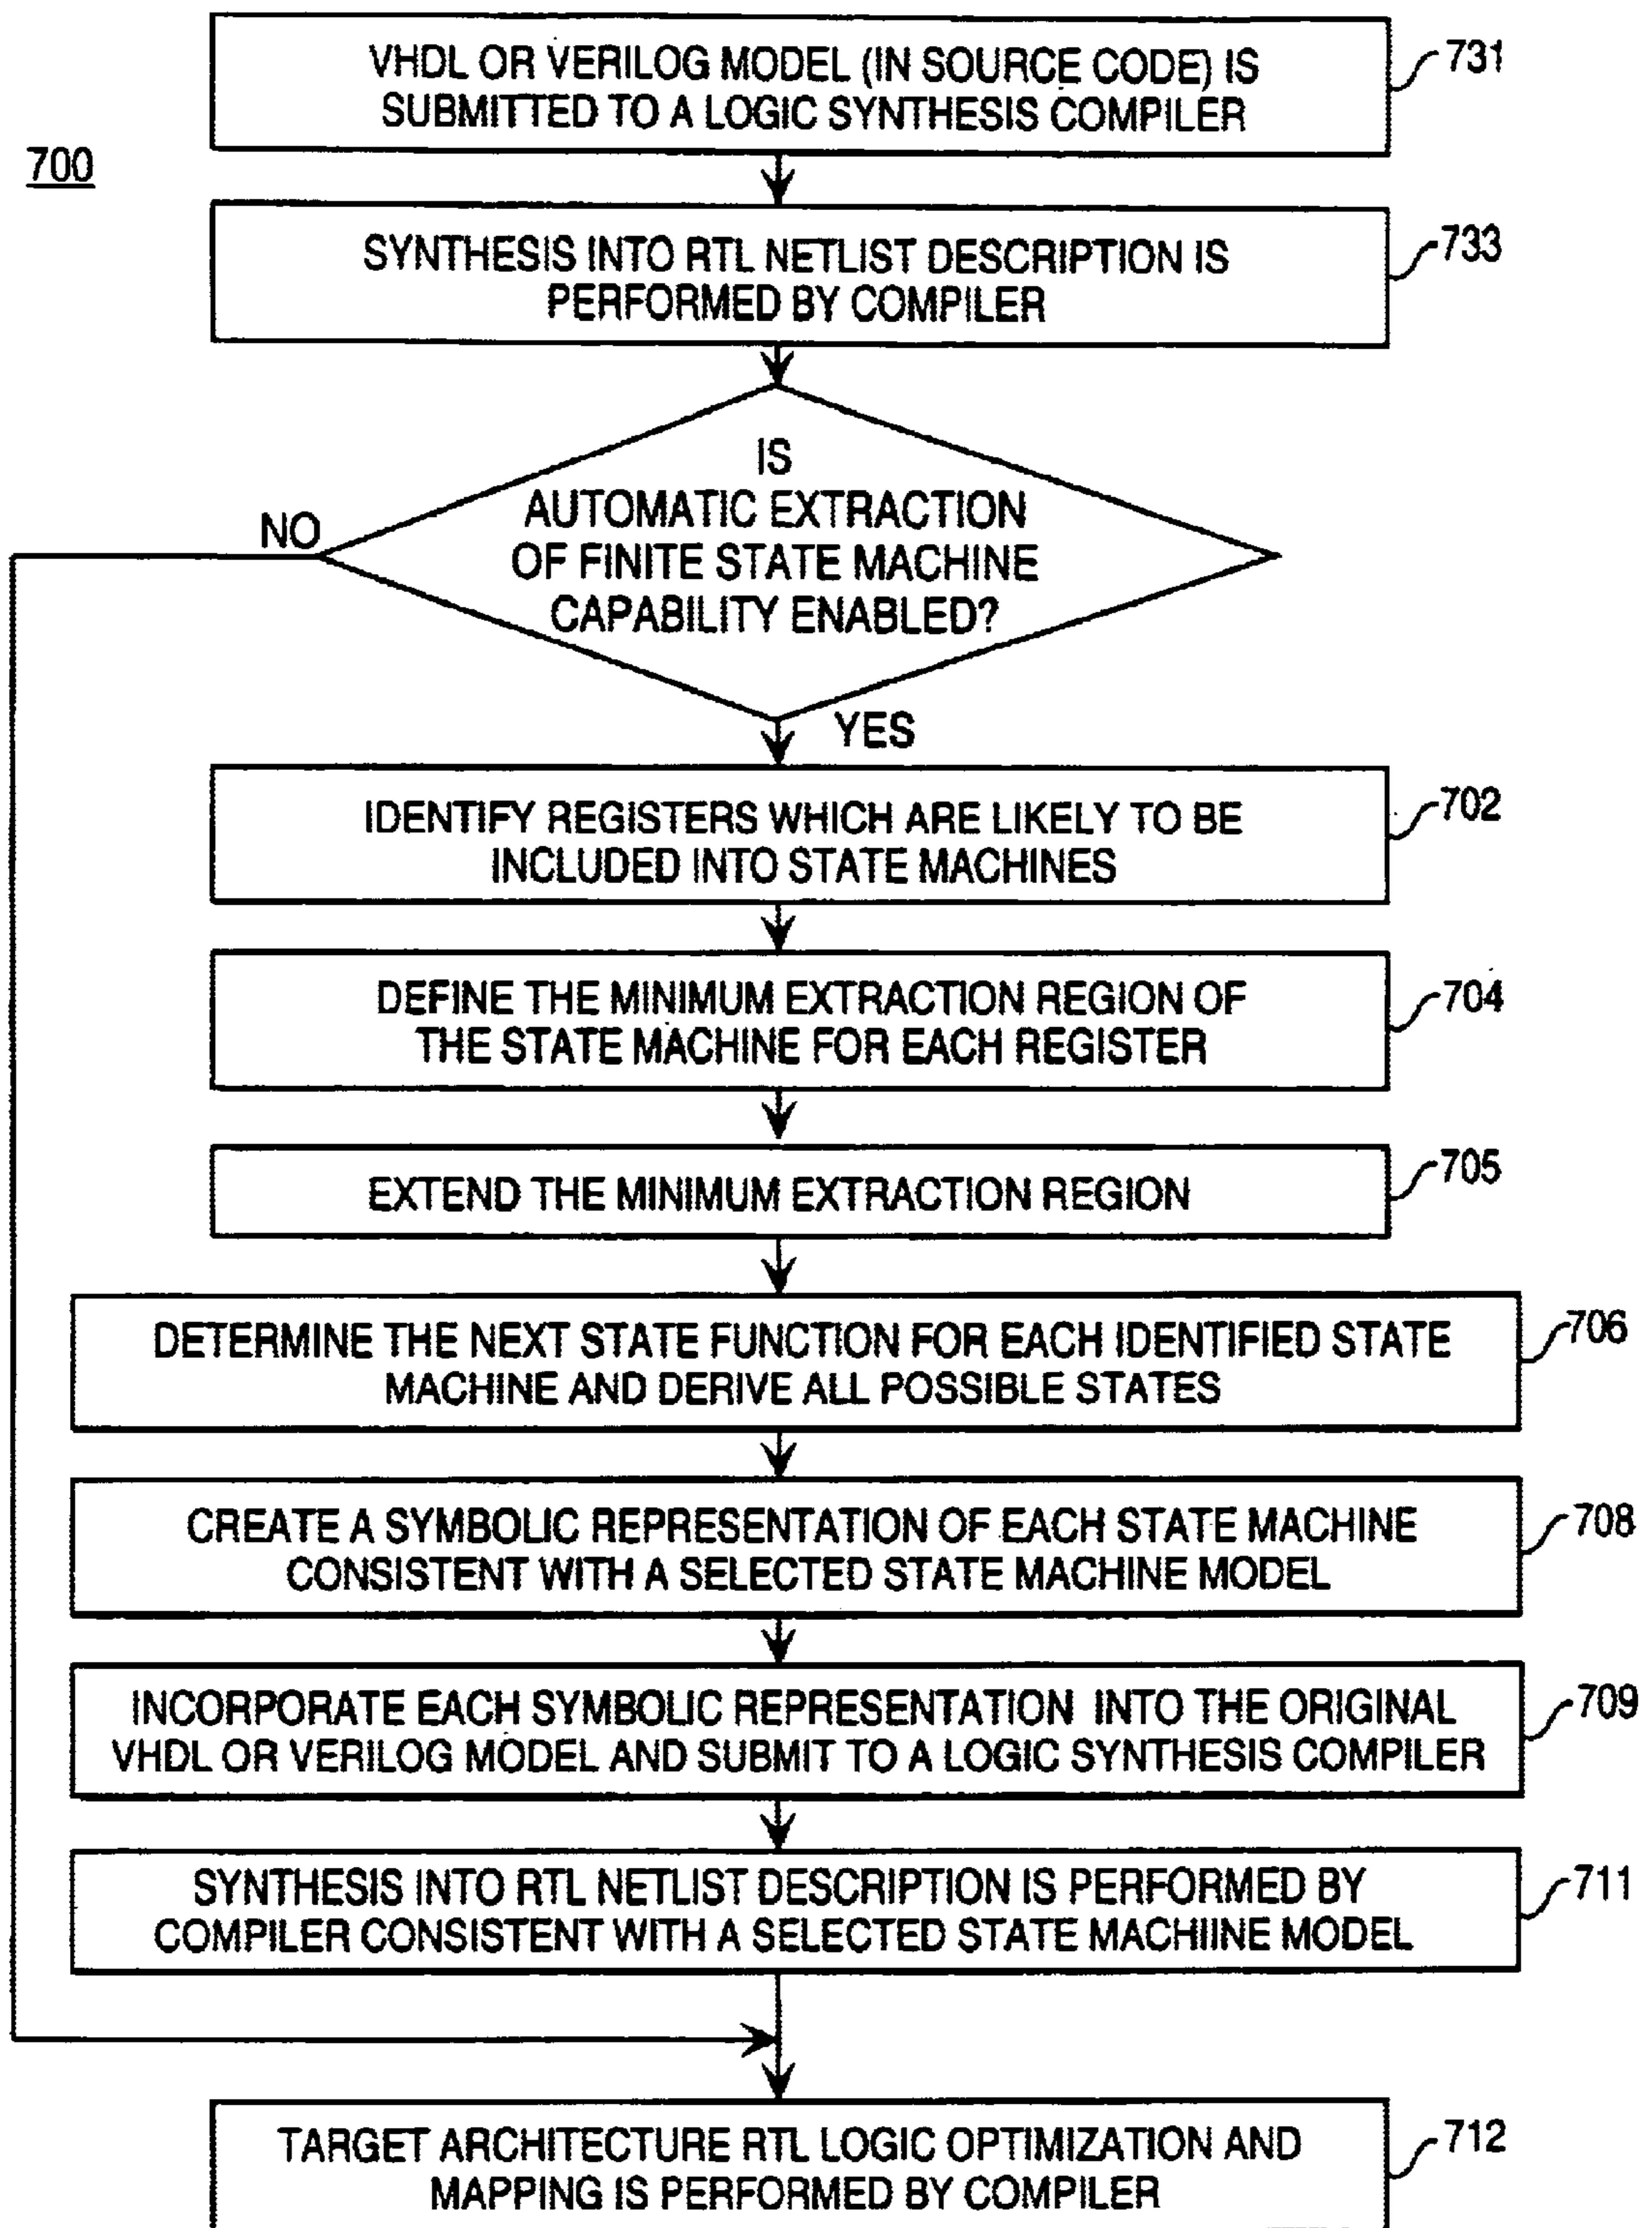 VHDL OR VERILOG MODEL (IN SOURCE CODE) IS
SUBMITTED TO A LOGIC SYNTHESIS COMPILER
731
700
SYNTHESIS INTO RTL NETLIST DESCRIPTION IS
PERFORMED BY COMPILER
733
IS
AUTOMATIC EXTRACTION
OF FINITE STATE MACHINE
CAPABILITY ENABLED?
NO
YES
IDENTIFY REGISTERS WHICH ARE LIKELY TO BE
INCLUDED INTO STATE MACHINES
702
DEFINE THE MINIMUM EXTRACTION REGION OF
THE STATE MACHINE FOR EACH REGISTER
704
EXTEND THE MINIMUM EXTRACTION REGION
705
DETERMINE THE NEXT STATE FUNCTION FOR EACH IDENTIFIED STATE
MACHINE AND DERIVE ALL POSSIBLE STATES
706
CREATE A SYMBOLIC REPRESENTATION OF EACH STATE MACHINE
CONSISTENT WITH A SELECTED STATE MACHINE MODEL
708
INCORPORATE EACH SYMBOLIC REPRESENTATION INTO THE ORIGINAL
VHDL OR VERILOG MODEL AND SUBMIT TO A LOGIC SYNTHESIS COMPILER
709
SYNTHESIS INTO RTL NETLIST DESCRIPTION IS PERFORMED BY
COMPILER CONSISTENT WITH A SELECTED STATE MACHIINE MODEL
711
TARGET ARCHITECTURE RTL LOGIC OPTIMIZATION AND
MAPPING IS PERFORMED BY COMPILER
712